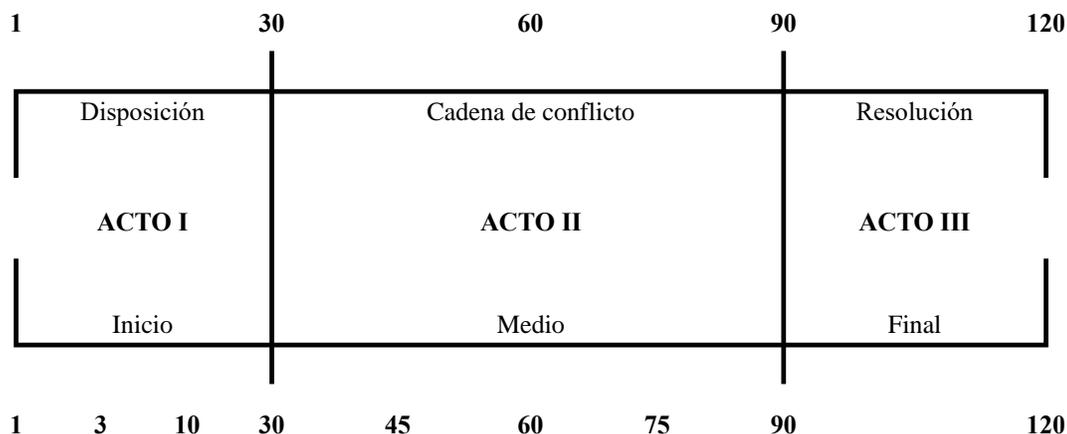 1 30 60 90 120
Disposición Cadena de conflicto Resolución
ACTO I ACTO II ACTO III
Inicio Medio Final
1 3 10 30 45 60 75 90 120